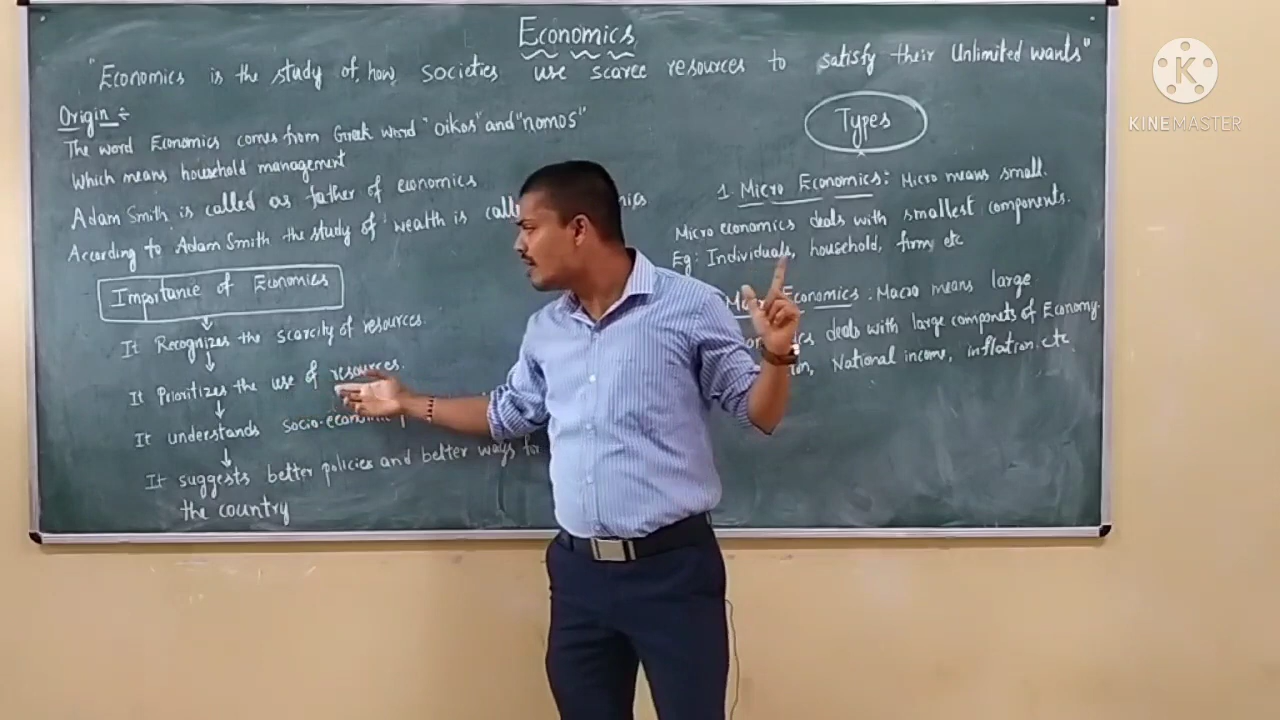 Economics
"Economics is the study of, how societies use scarce resources to satisfy their Unlimited wants"
Origin :-
The word Economics comes from Greek word "oikos" and "nomos"
Which means household management
Adam Smith is called as father of economics
According to Adam Smith the study of wealth is
Importance of Economics
It Recognizes the scarcity of resources.
It Prioritizes the use of resources.
It understands socio-economic
It suggests better policies and better ways for
the country
Types
1. Micro Economics: Micro means small.
Micro economics deals with smallest components.
Eg: Individuals, household, firm, etc
Economics: Macro means large
deals with large componets of Economy.
National income, inflation. etc
KINEMASTER